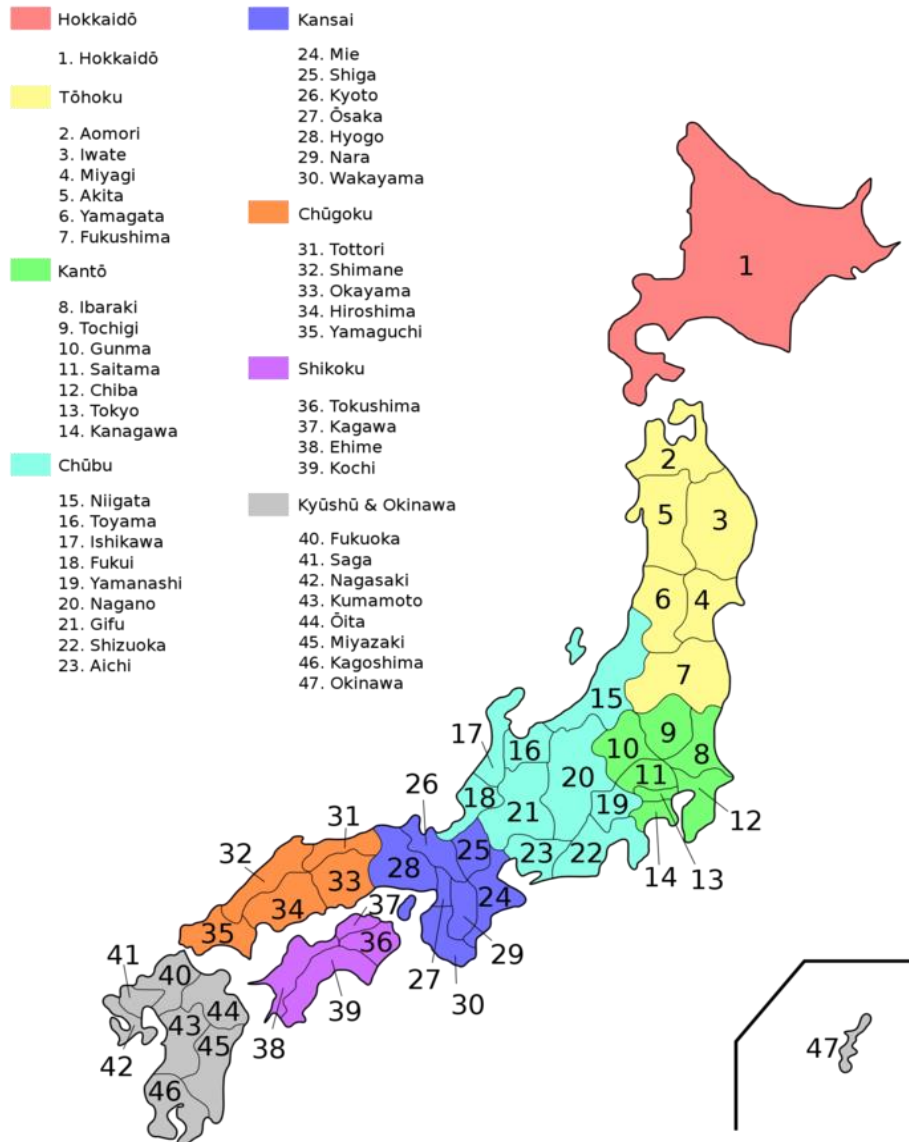 Hokkaidō
1. Hokkaidō
Tōhoku
2. Aomori
3. Iwate
4. Miyagi
5. Akita
6. Yamagata
7. Fukushima
Kantō
8. Ibaraki
9. Tochigi
10. Gunma
11. Saitama
12. Chiba
13. Tokyo
14. Kanagawa
Chūbu
15. Niigata
16. Toyama
17. Ishikawa
18. Fukui
19. Yamanashi
20. Nagano
21. Gifu
22. Shizuoka
23. Aichi
Kansai
24. Mie
25. Shiga
26. Kyoto
27. Ōsaka
28. Hyogo
29. Nara
30. Wakayama
Chūgoku
31. Tottori
32. Shimane
33. Okayama
34. Hiroshima
35. Yamaguchi
Shikoku
36. Tokushima
37. Kagawa
38. Ehime
39. Kochi
Kyūshū & Okinawa
40. Fukuoka
41. Saga
42. Nagasaki
43. Kumamoto
44. Ōita
45. Miyazaki
46. Kagoshima
47. Okinawa
1
2
5
3
6
4
7
15
9
17
16
10
8
20
11
26
18
21
19
12
31
25
23
22
14
13
32
28
33
24
34
37
35
36
29
41
40
27
30
39
44
43
42
38
45
47
46